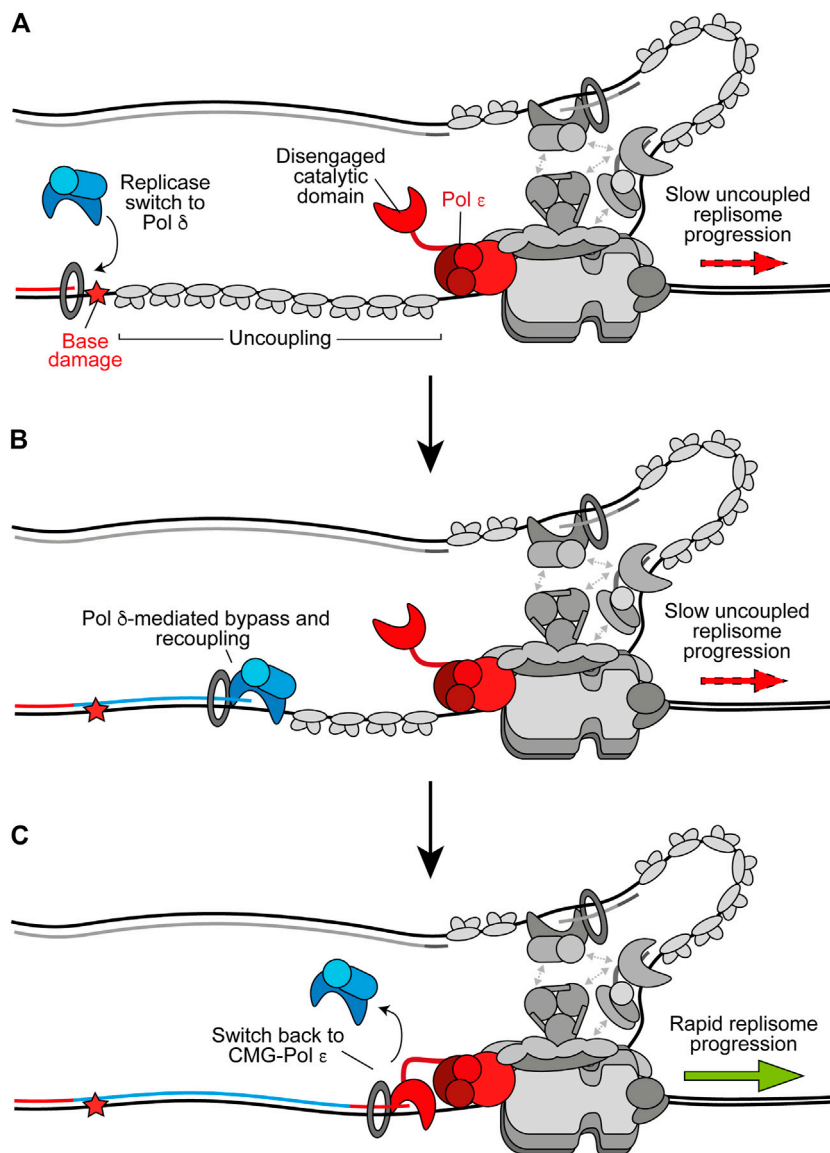 A
Disengaged
catalytic
domain
Replicase
switch to
Pol δ
Pol ε
Slow uncoupled
replisome
progression
Base
damage
Uncoupling
B
Pol δ-mediated bypass and
recoupling
Slow uncoupled
replisome
progression
C
Switch back to
CMG-Pol ε
Rapid replisome
progression